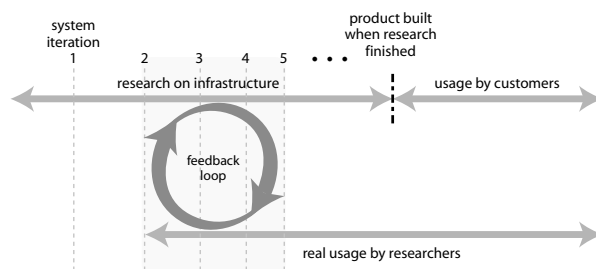 system
iteration
1
2
3
4
5
• • •
product built
when research
finished
research on infrastructure
usage by customers
feedback
loop
real usage by researchers